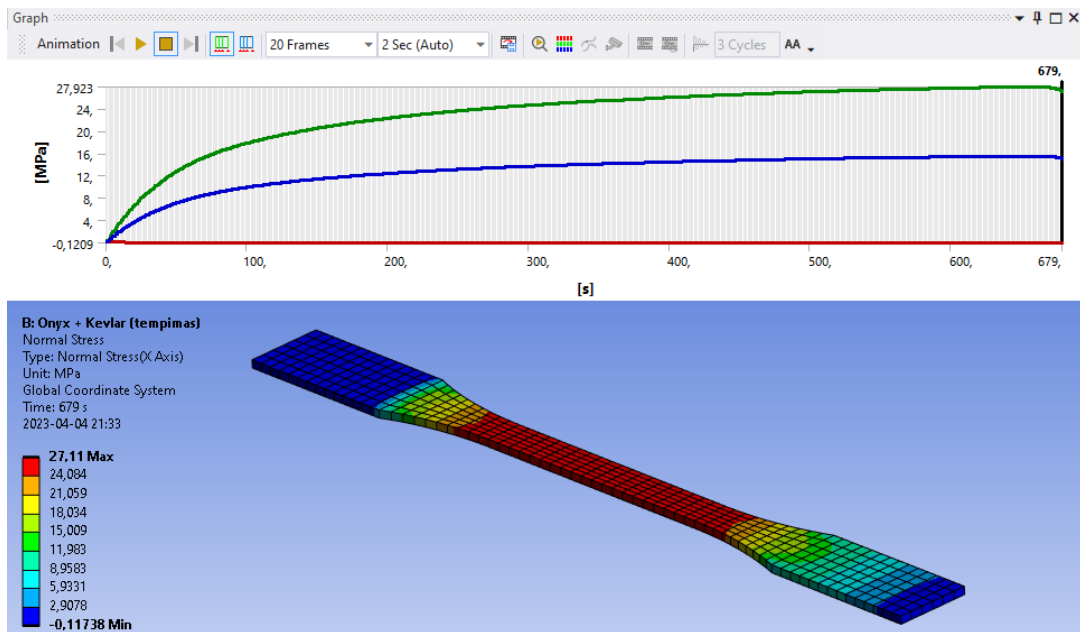 Graph
Animation 20 Frames 2 Sec (Auto) 3 Cycles AA
679,
27,923
24,
20,
16,
12,
8,
4,
-0,1209
[MPa]
0, 100, 200, 300, 400, 500, 600, 679,
[s]
B: Onyx + Kevlar (tempimas)
Normal Stress
Type: Normal Stress(X Axis)
Unit: MPa
Global Coordinate System
Time: 679 s
2023-04-04 21:33
27,11 Max
24,084
21,059
18,034
15,009
11,983
8,9583
5,9331
2,9078
-0,11738 Min